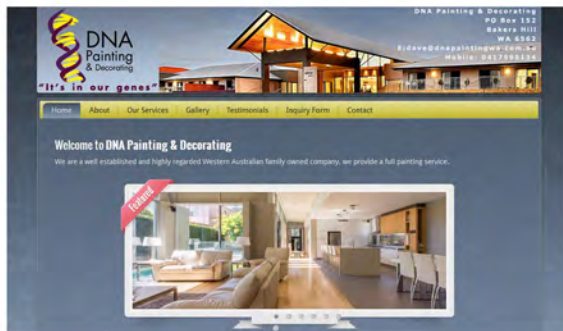 DNA Painting & Decorating
PO Box 152
Bakers Hill
WA 6562
Mobile:
DNA
Painting
& Decorating
"It's in our genes"
Home About Our Services Gallery Testimonials Inquiry Form Contact
Welcome to DNA Painting & Decorating
We are a well established and highly regarded Western Australian family owned company, we provide a full painting service.
Featured